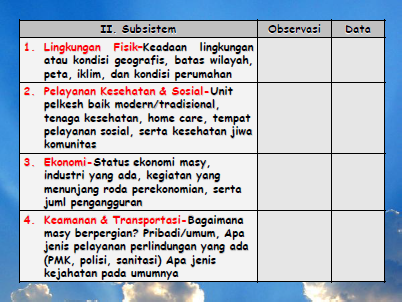 II. Subsistem Observasi Data
1. Lingkungan Fisik-Keadaan lingkungan
atau kondisi geografis, batas wilayah,
peta, iklim, dan kondisi perumahan
2. Pelayanan Kesehatan & Sosial-Unit
pelkesh baik modern/tradisional,
tenaga kesehatan, home care, tempat
pelayanan sosial, serta kesehatan jiwa
komunitas
3. Ekonomi-Status ekonomi masy,
industri yang ada, kegiatan yang
menunjang roda perekonomian, serta
juml pengangguran
4. Keamanan & Transportasi-Bagaimana
masy berpergian? Pribadi/umum, Apa
jenis pelayanan perlindungan yang ada
(PMK, polisi, sanitasi) Apa jenis
kejahatan pada umumnya